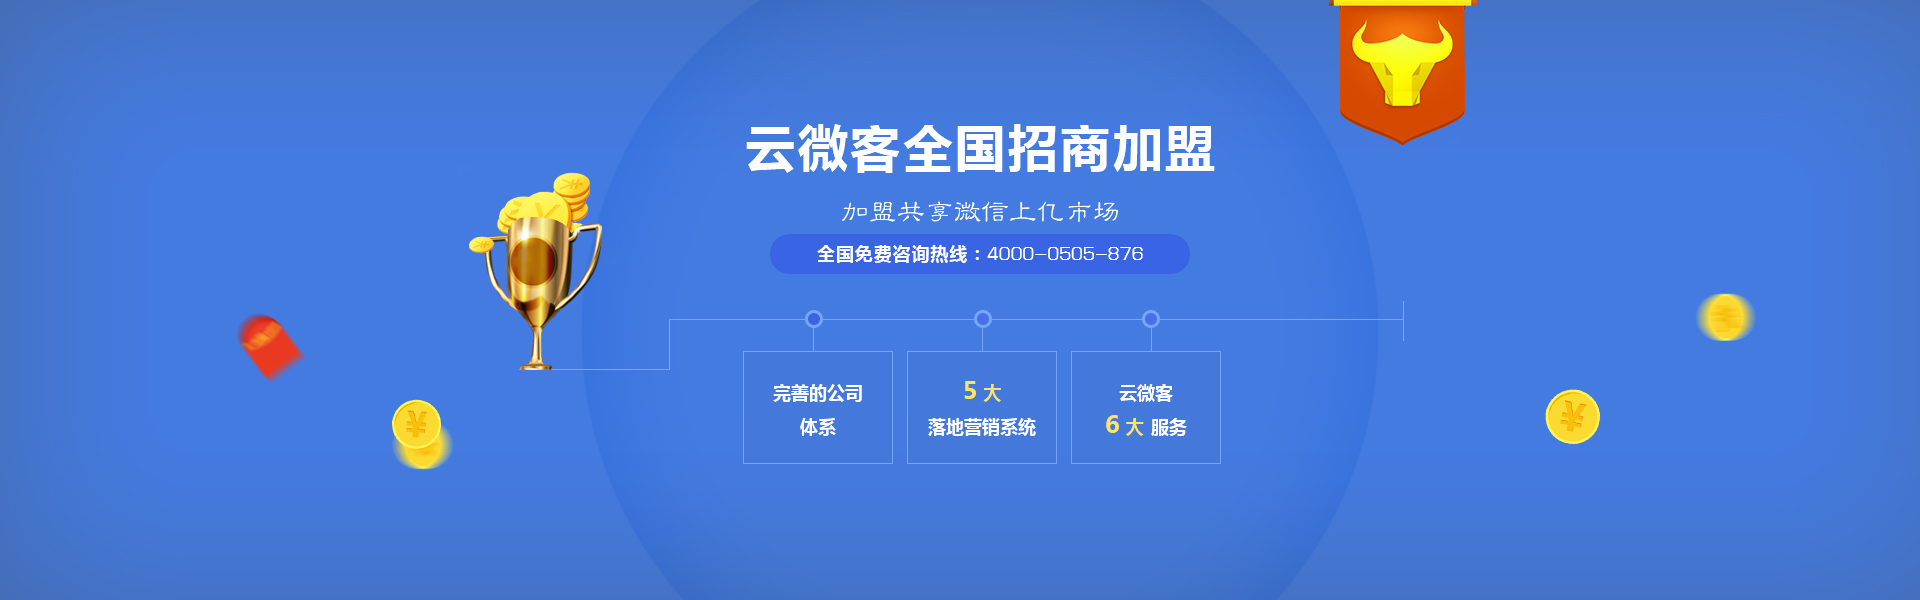 云微客全国招商加盟
加盟共享微信上亿市场
全国免费咨询热线：4000-0505-876
完善的公司
体系
5 大
落地营销系统
云微客
6 大 服务